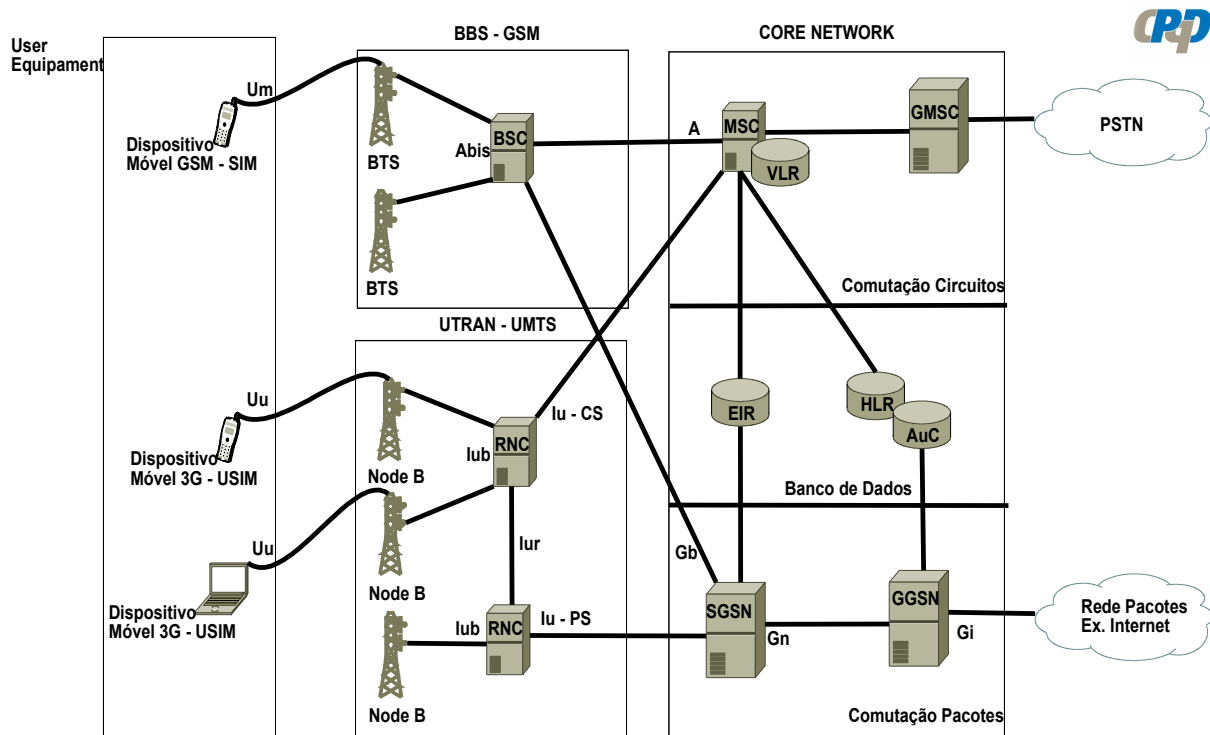 CPqD
User
Equipament
BBS - GSM
CORE NETWORK
Um
Dispositivo
Móvel GSM - SIM
BTS
Abis
BSC
BTS
A
MSC
VLR
GMSC
PSTN
Comutação Circuitos
UTRAN - UMTS
Uu
Dispositivo
Móvel 3G - USIM
Node B
Iub
RNC
Iu - CS
EIR
HLR
AuC
Banco de Dados
Uu
Dispositivo
Móvel 3G - USIM
Node B
Iur
Gb
Iub
RNC
Iu - PS
Node B
SGSN
Gn
GGSN
Gi
Rede Pacotes
Ex. Internet
Comutação Pacotes